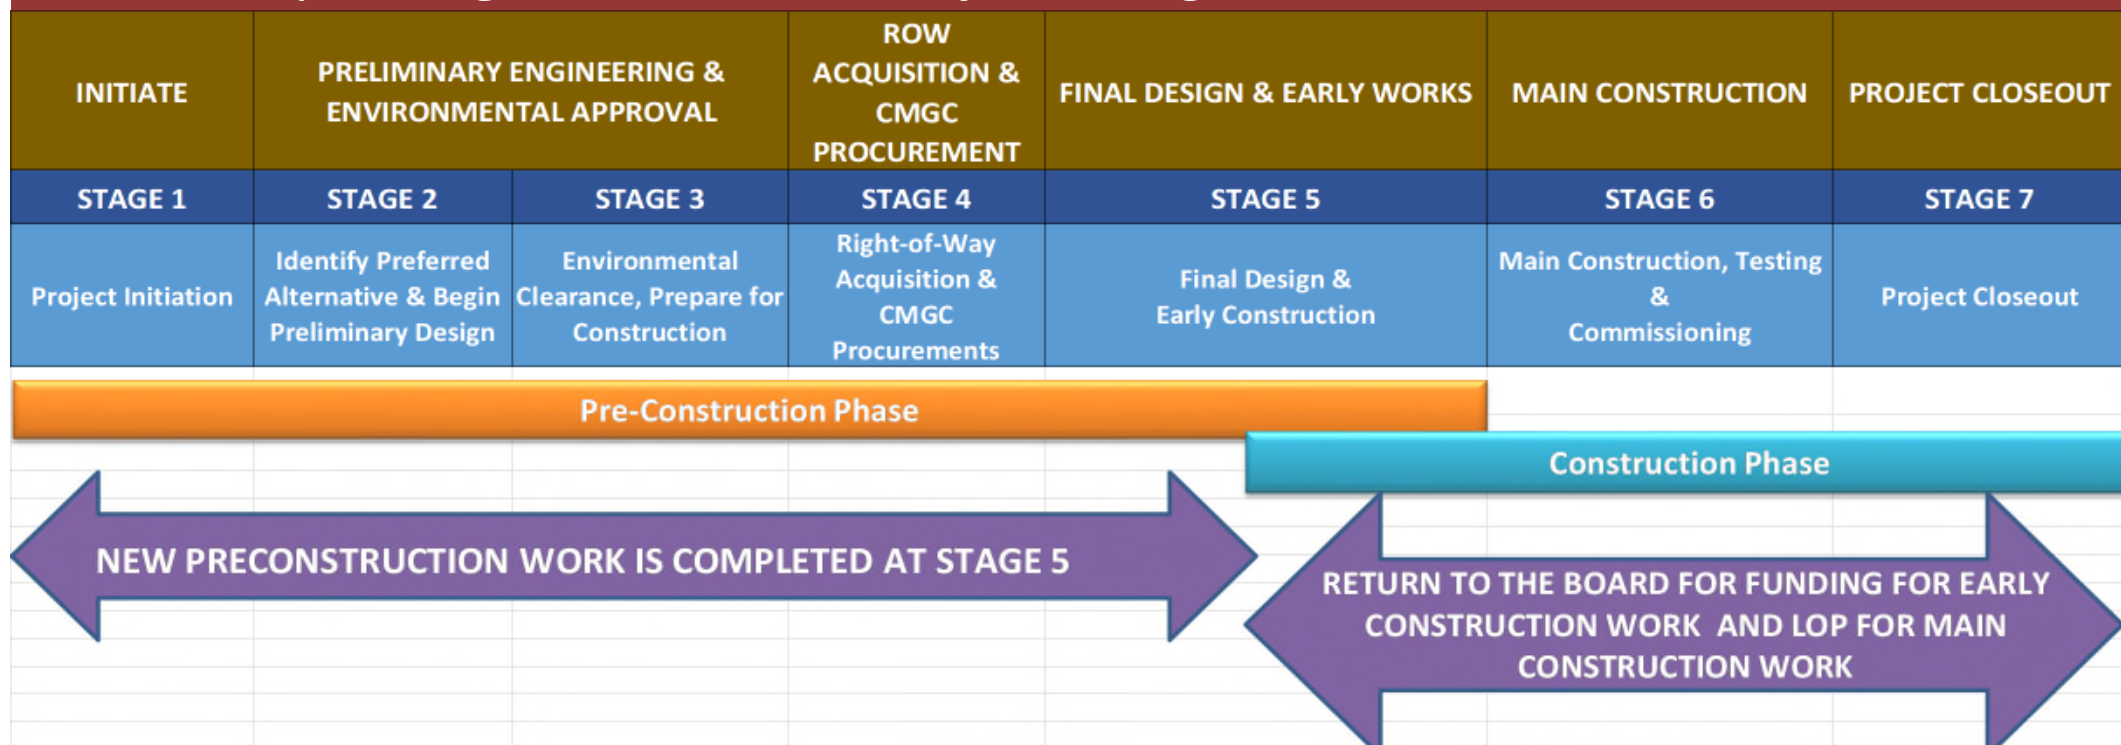 INITIATE
PRELIMINARY ENGINEERING &
ENVIRONMENTAL APPROVAL
ROW
ACQUISITION &
CMGC
PROCUREMENT
FINAL DESIGN & EARLY WORKS
MAIN CONSTRUCTION
PROJECT CLOSEOUT
STAGE 1
STAGE 2
STAGE 3
STAGE 4
STAGE 5
STAGE 6
STAGE 7
Project Initiation
Identify Preferred
Alternative & Begin
Preliminary Design
Environmental
Clearance, Prepare for
Construction
Right-of-Way
Acquisition &
CMGC
Procurements
Final Design &
Early Construction
Main Construction, Testing
&
Commissioning
Project Closeout
Pre-Construction Phase
Construction Phase
NEW PRECONSTRUCTION WORK IS COMPLETED AT STAGE 5
RETURN TO THE BOARD FOR FUNDING FOR EARLY
CONSTRUCTION WORK AND LOP FOR MAIN
CONSTRUCTION WORK